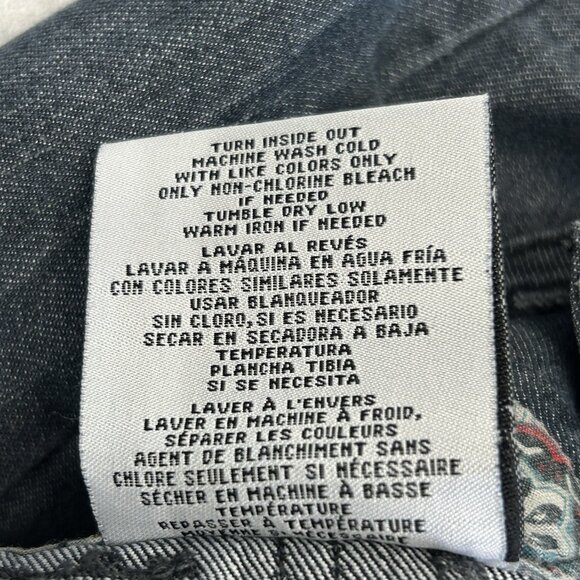 TURN INSIDE OUT
MACHINE WASH COLD
WITH LIKE COLORS ONLY
ONLY NON-CHLORINE BLEACH
IF NEEDED
TUMBLE DRY LOW
WARM IRON IF NEEDED
LAVAR AL REVÉS
LAVAR A MÁQUINA EN AGUA FRÍA
CON COLORES SIMILARES SOLAMENTE
USAR BLANQUEADOR
SIN CLORO, SI ES NECESARIO
SECAR EN SECADORA A BAJA
TEMPERATURA
PLANCHA TIBIA
SI SE NECESITA
LAVER À L'ENVERS
LAVER EN MACHINE À FROID,
SÉPARER LES COULEURS
AGENT DE BLANCHIMENT SANS
CHLORE SEULEMENT SI NÉCESSAIRE
SÉCHER EN MACHINE À BASSE
TEMPÉRATURE
REPASSER À TEMPÉRATURE
MOYENNE SI NÉCESSAIRE